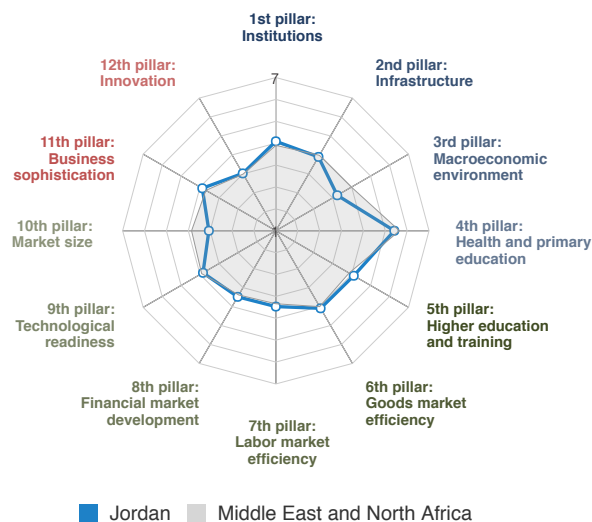 1st pillar:
Institutions
2nd pillar:
Infrastructure
3rd pillar:
Macroeconomic
environment
4th pillar:
Health and primary
education
5th pillar:
Higher education
and training
6th pillar:
Goods market
efficiency
7th pillar:
Labor market
efficiency
8th pillar:
Financial market
development
9th pillar:
Technological
readiness
10th pillar:
Market size
11th pillar:
Business
sophistication
12th pillar:
Innovation
7
Jordan
Middle East and North Africa